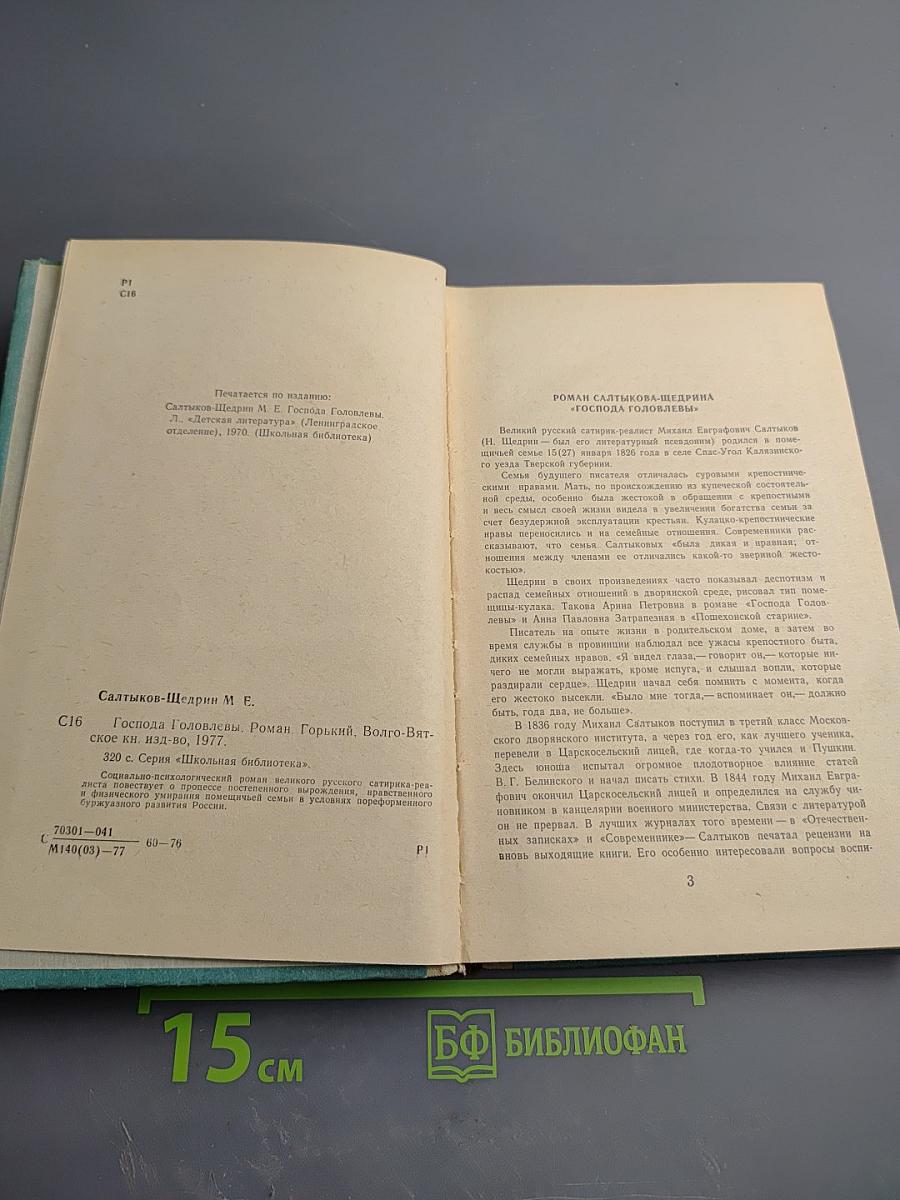 Р1
С16
Печатается по изданию:
Салтыков-Щедрин М. Е. Господа Головлевы.
Л., «Детская литература» (Ленинградское
отделение), 1970. (Школьная библиотека)
Салтыков-Щедрин М. Е.
С16 Господа Головлевы. Роман. Горький, Волго-Вят-
ское кн. изд-во, 1977.
320 с. Серия «Школьная библиотека».
Социально-психологический роман великого русского сатирика-реа-
листа повествует о процессе постепенного вырождения, нравственного
и физического умирания помещичьей семьи в условиях пореформенного
буржуазного развития России.
С 70301—041
М140(03)—77 60—76
Р1
РОМАН САЛТЫКОВА-ЩЕДРИНА
«ГОСПОДА ГОЛОВЛЕВЫ»
Великий русский сатирик-реалист Михаил Евграфович Салтыков
(Н. Щедрин — был его литературный псевдоним) родился в поме-
щичьей семье 15(27) января 1826 года в селе Спас-Угол Калязинско-
го уезда Тверской губернии.
Семья будущего писателя отличалась суровыми крепостниче-
скими нравами. Мать, по происхождению из купеческой состоятель-
ной среды, особенно была жестокой в обращении с крепостными
и весь смысл своей жизни видела в увеличении богатства семьи за
счет безудержной эксплуатации крестьян. Кулацко-крепостнические
нравы переносились и на семейные отношения. Современники рас-
сказывают, что семья Салтыковых «была дикая и нравная; от-
ношения между членами ее отличались какой-то звериной жесто-
костью».
Щедрин в своих произведениях часто показывал деспотизм и
распад семейных отношений в дворянской среде, рисовал тип поме-
щицы-кулака. Такова Арина Петровна в романе «Господа Голов-
левы» и Анна Павловна Затрапезная в «Пошехонской старине».
Писатель на опыте жизни в родительском доме, а затем во
время службы в провинции наблюдал все ужасы крепостного быта,
диких семейных нравов. «Я видел глаза,— говорит он,— которые ни-
чего не могли выражать, кроме испуга, и слышал вопли, которые
раздирали сердце». Щедрин начал себя помнить с момента, когда
его жестоко высекли. «Было мне тогда,— вспоминает он,— должно
быть, года два, не больше».
В 1836 году Михаил Салтыков поступил в третий класс Москов-
ского дворянского института, а через год его, как лучшего ученика,
перевели в Царскосельский лицей, где когда-то учился и Пушкин.
Здесь юноша испытал огромное плодотворное влияние статей
В. Г. Белинского и начал писать стихи. В 1844 году Михаил Евгра-
фович окончил Царскосельский лицей и определился на службу чи-
новником в канцелярии военного министерства. Связи с литературой
он не прервал. В лучших журналах того времени — в «Отечествен-
ных записках» и «Современнике»— Салтыков печатал рецензии на
вновь выходящие книги. Его особенно интересовали вопросы воспи-
3
15 см
БФ БИБЛИОФАН